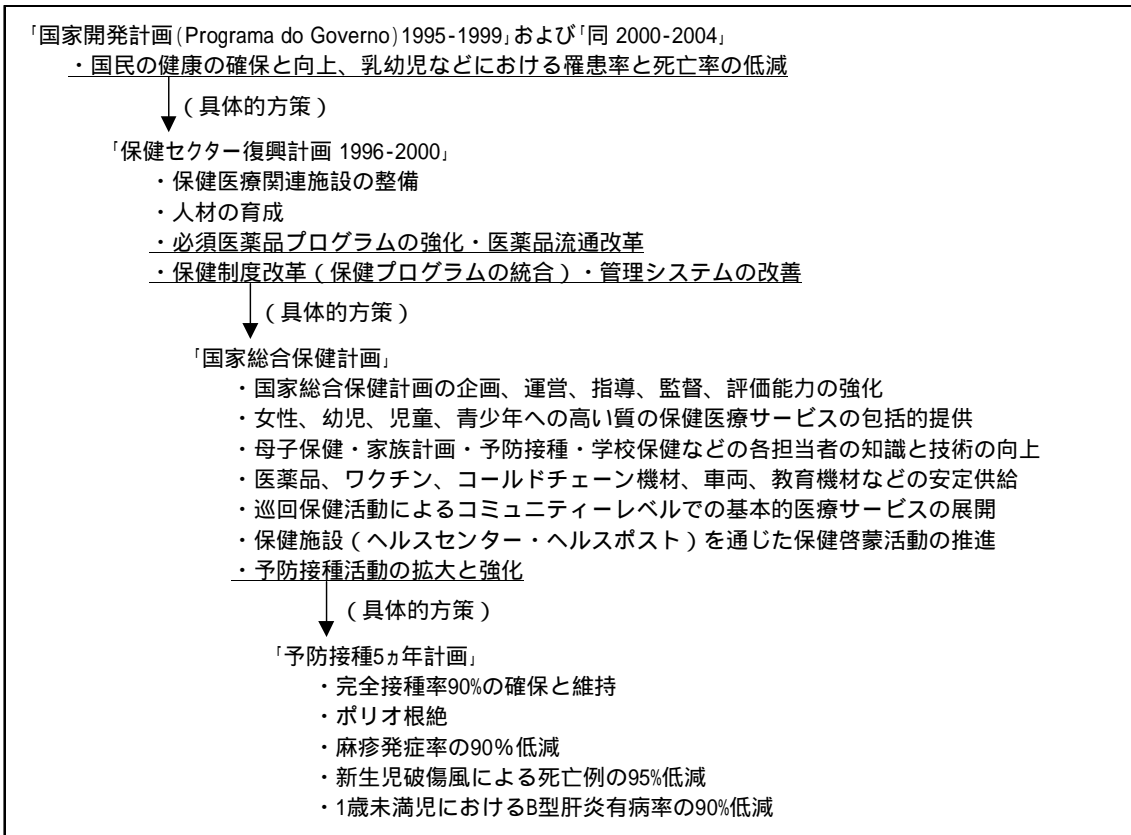 「国家開発計画(Programa do Governo)1995-1999」および「同 2000-2004」
・国民の健康の確保と向上、乳幼児などにおける罹患率と死亡率の低減
(具体的方策)
「保健セクター復興計画 1996-2000」
・保健医療関連施設の整備
・人材の育成
・必須医薬品プログラムの強化・医薬品流通改革
・保健制度改革(保健プログラムの統合)・管理システムの改善
(具体的方策)
「国家総合保健計画」
・国家総合保健計画の企画、運営、指導、監督、評価能力の強化
・女性、幼児、児童、青少年への高い質の保健医療サービスの包括的提供
・母子保健・家族計画・予防接種・学校保健などの各担当者の知識と技術の向上
・医薬品、ワクチン、コールドチェーン機材、車両、教育機材などの安定供給
・巡回保健活動によるコミュニティーレベルでの基本的医療サービスの展開
・保健施設(ヘルスセンター・ヘルスポスト)を通じた保健啓蒙活動の推進
・予防接種活動の拡大と強化
(具体的方策)
「予防接種5ヵ年計画」
・完全接種率90%の確保と維持
・ポリオ根絶
・麻疹発症率の90%低減
・新生児破傷風による死亡例の95%低減
・1歳未満児におけるB型肝炎有病率の90%低減